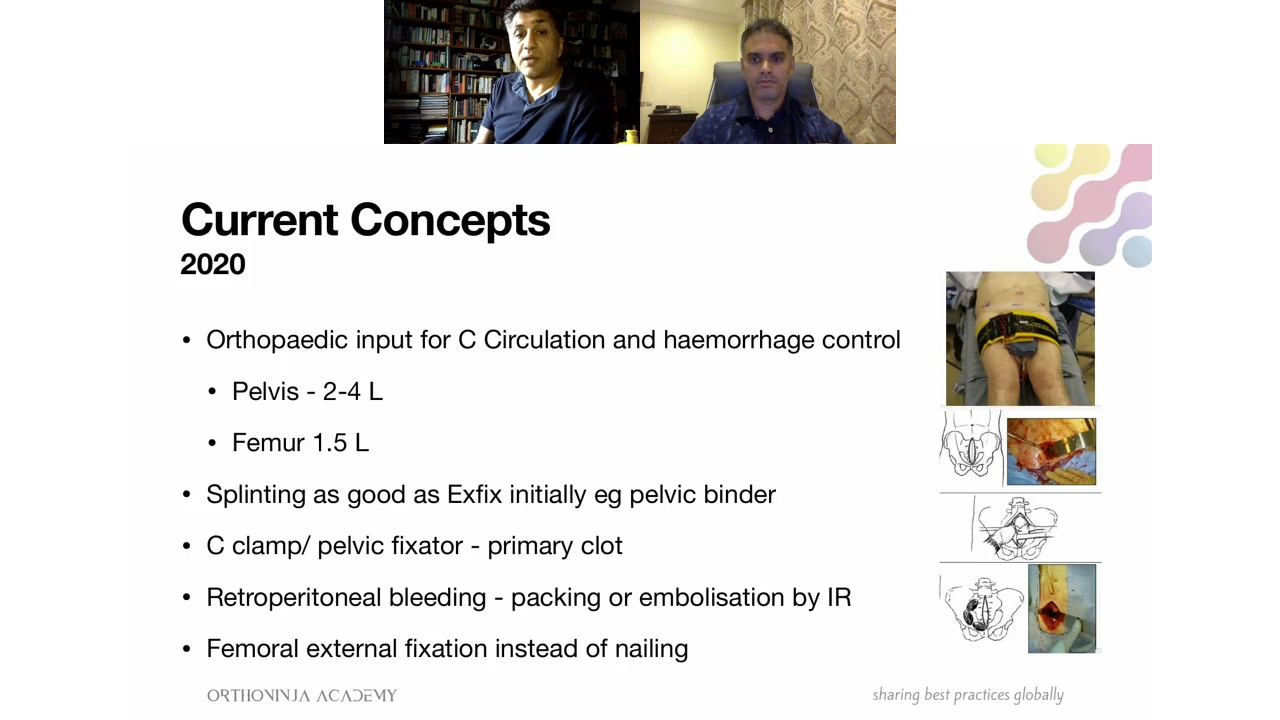 Current Concepts
2020
• Orthopaedic input for C Circulation and haemorrhage control
• Pelvis - 2-4 L
• Femur 1.5 L
• Splinting as good as Exfix initially eg pelvic binder
• C clamp/ pelvic fixator - primary clot
• Retroperitoneal bleeding - packing or embolisation by IR
• Femoral external fixation instead of nailing
ORTHONINJA ACADEMY
sharing best practices globally